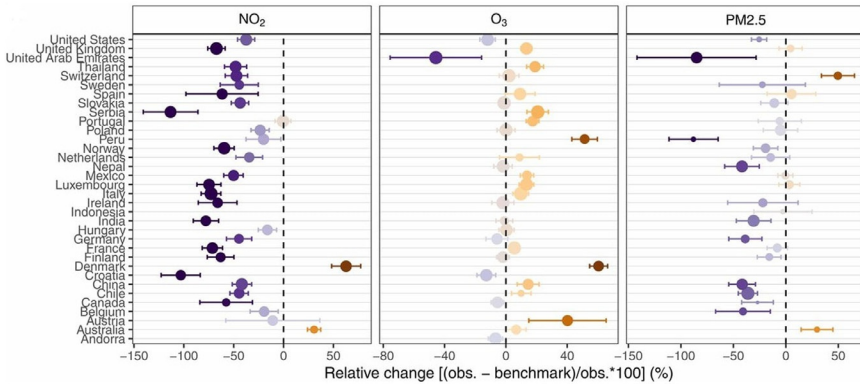 NO₂
O₃
PM2.5
United States
United Kingdom
United Arab Emirates
Thailand
Switzerland
Sweden
Spain
Slovakia
Serbia
Portugal
Poland
Peru
Norway
Netherlands
Nepal
Mexico
Luxembourg
Italy
Ireland
Indonesia
India
Hungary
Germany
France
Finland
Denmark
Croatia
China
Chile
Canada
Belgium
Austria
Australia
Andorra
−150 −100 −50 0 50
−80 −40 0 40
−150 −100 −50 0 50
Relative change [(obs. − benchmark)/obs.*100] (%)